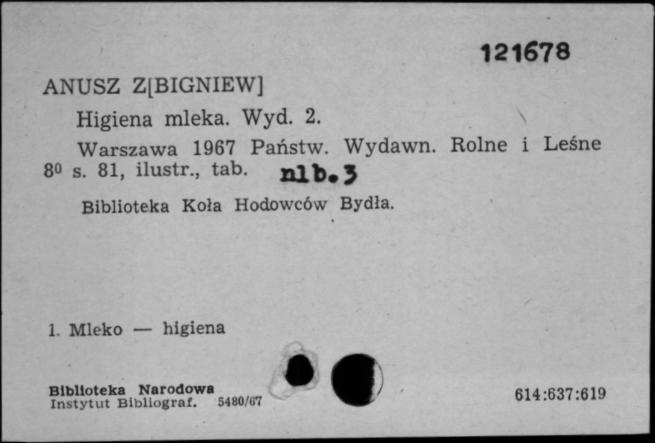 121678
ANUSZ Z[BIGNIEW]
Higiena mleka. Wyd. 2.
Warszawa 1967 Państw. Wydawn. Rolne i Leśne
8⁰ s. 81, ilustr., tab. nlb. 3
Biblioteka Koła Hodowców Bydła.
1. Mleko — higiena
Biblioteka Narodowa
Instytut Bibliograf. 5480/67
614:637:619